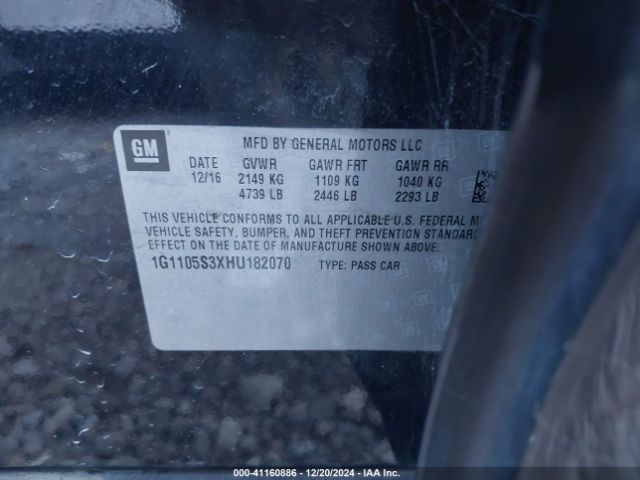 GM
MFD BY GENERAL MOTORS LLC
DATE GVWR GAWR FRT GAWR RR
12/16 2149 KG 1109 KG 1040 KG
4739 LB 2446 LB 2293 LB
THIS VEHICLE CONFORMS TO ALL APPLICABLE U.S. FEDERAL
VEHICLE SAFETY, BUMPER, AND THEFT PREVENTION STANDARD
EFFECT ON THE DATE OF MANUFACTURE SHOWN ABOVE.
1G1105S3XHU182070 TYPE: PASS CAR
000-41160886 - 12/20/2024 - IAA Inc.